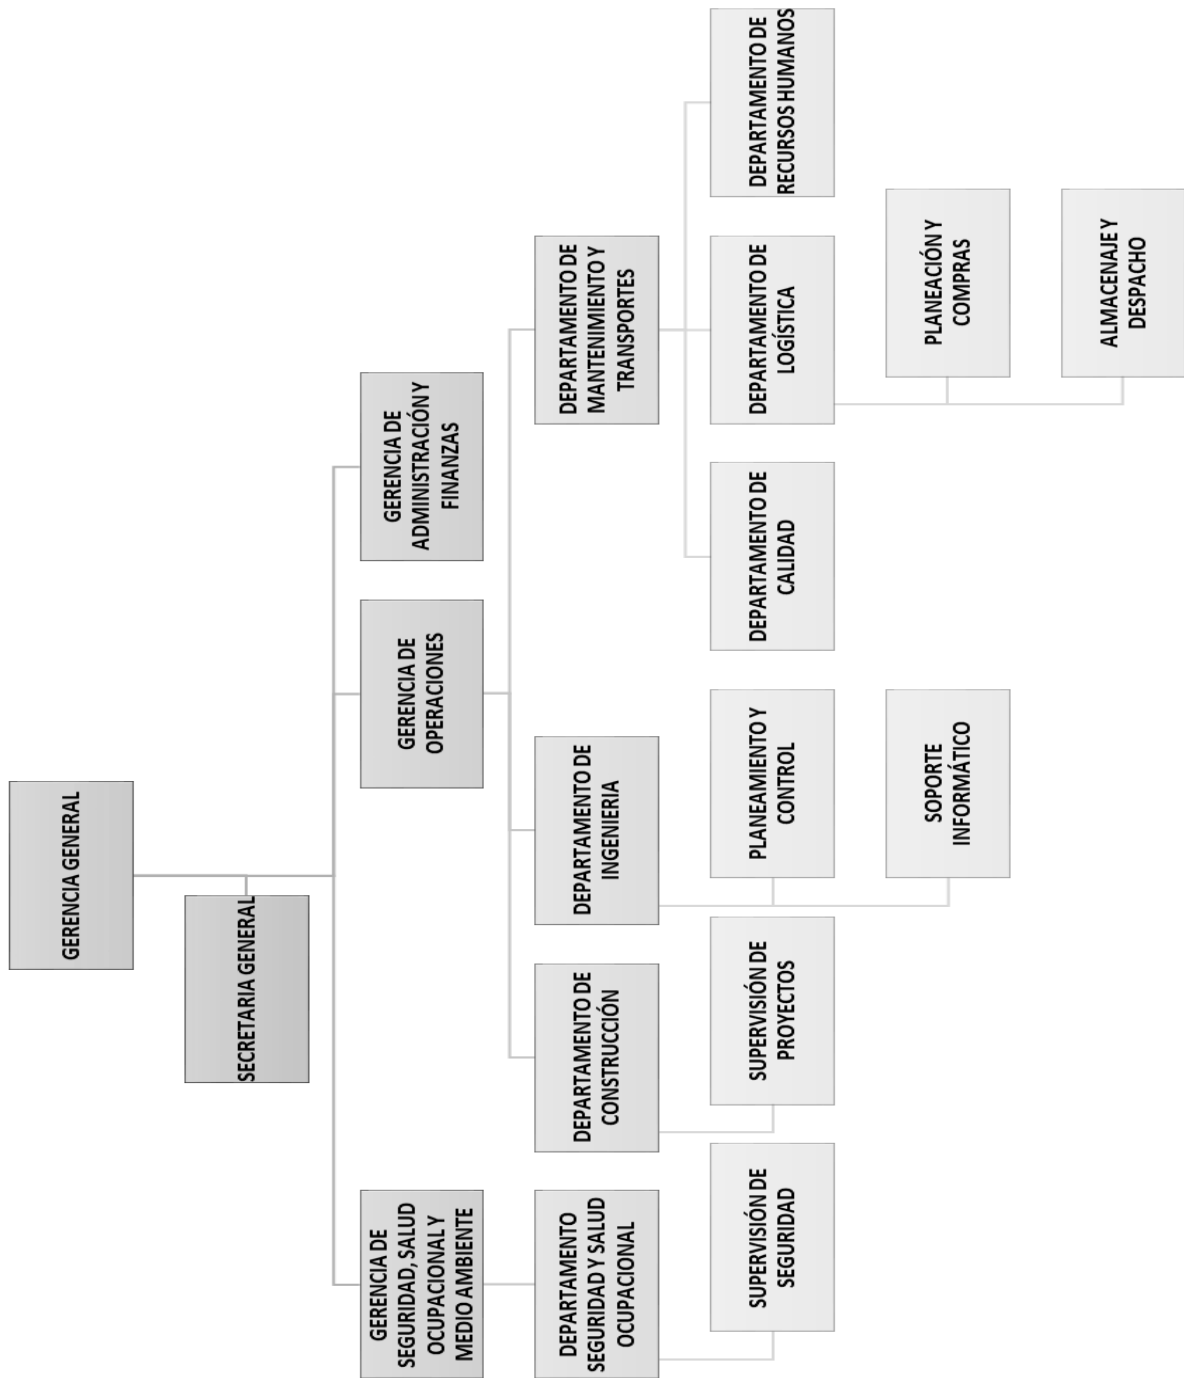 GERENCIA GENERAL
SECRETARIA GENERAL
GERENCIA DE
SEGURIDAD, SALUD
OCUPACIONAL Y
MEDIO AMBIENTE
GERENCIA DE
OPERACIONES
GERENCIA DE
ADMINISTRACIÓN Y
FINANZAS
DEPARTAMENTO
SEGURIDAD Y SALUD
OCUPACIONAL
DEPARTAMENTO DE
CONSTRUCCIÓN
DEPARTAMENTO DE
INGENIERIA
DEPARTAMENTO DE
MANTENIMIENTO Y
TRANSPORTES
SUPERVISIÓN DE
SEGURIDAD
SUPERVISIÓN DE
PROYECTOS
PLANEAMIENTO Y
CONTROL
DEPARTAMENTO DE
CALIDAD
DEPARTAMENTO DE
LOGÍSTICA
DEPARTAMENTO DE
RECURSOS HUMANOS
SOPORTE
INFORMÁTICO
PLANEACIÓN Y
COMPRAS
ALMACENAJE Y
DESPACHO